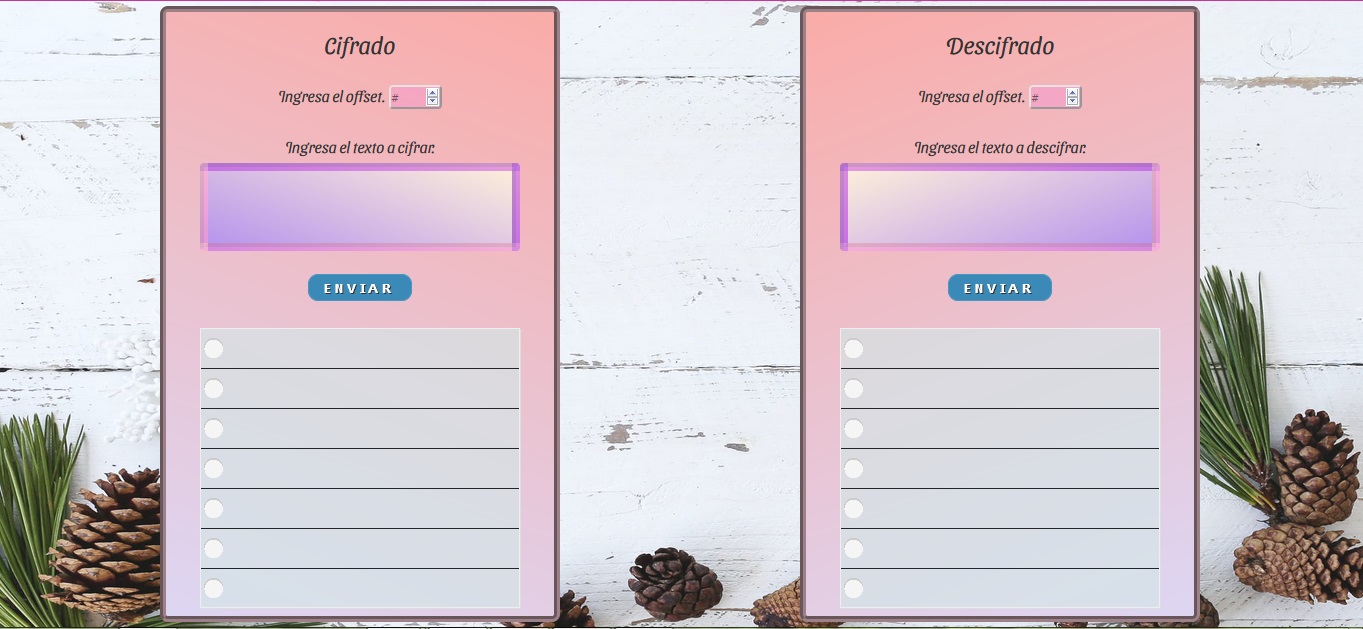 Cifrado
Ingresa el offset. #
Ingresa el texto a cifrar.
ENVIAR
Descifrado
Ingresa el offset. #
Ingresa el texto a descifrar.
ENVIAR